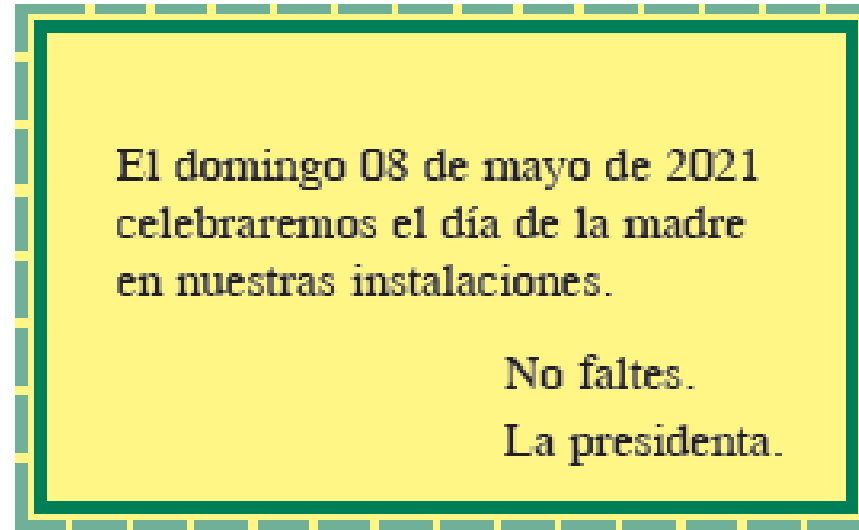 El domingo 08 de mayo de 2021
celebraremos el día de la madre
en nuestras instalaciones.
No faltes.
La presidenta.